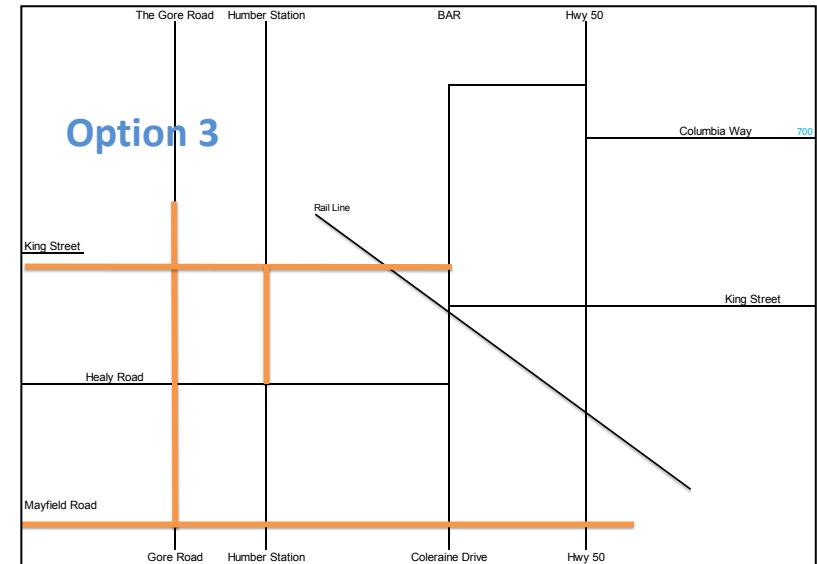 The Gore Road Humber Station BAR Hwy 50
Option 3
Columbia Way 700
Rail Line
King Street
King Street
Healy Road
Mayfield Road
Gore Road Humber Station Coleraine Drive Hwy 50